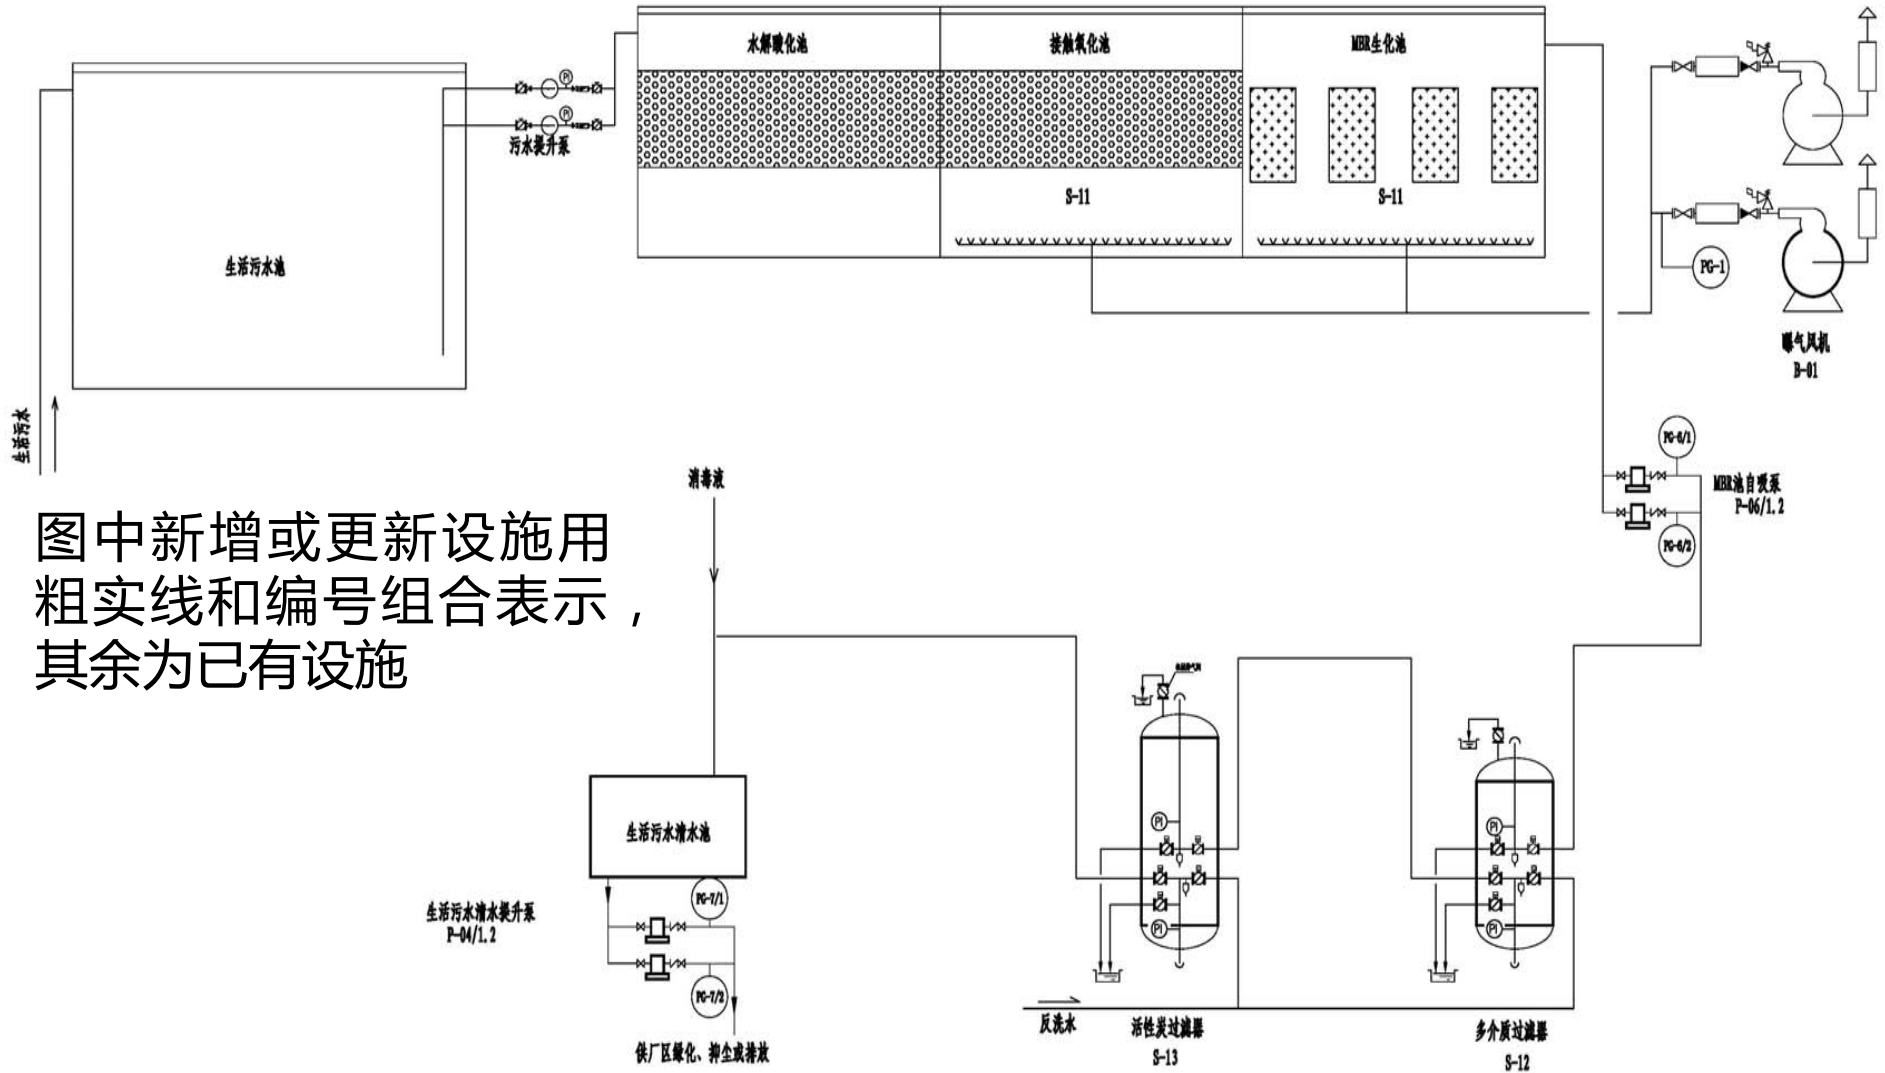 水解酸化池
接触氧化池
MBR生化池
PI
PI
污水提升泵
S-11
S-11
生活污水池
PG-1
曝气风机
B-01
生活污水
PG-6/1
MBR池自吸泵
P-06/1.2
PG-6/2
消毒液
图中新增或更新设施用
粗实线和编号组合表示，
其余为已有设施
PI
PI
生活污水清水池
PG-7/1
生活污水清水提升泵
P-04/1.2
PI
PI
PG-7/2
反洗水
活性炭过滤器
S-13
多介质过滤器
S-12
供厂区绿化、抑尘或排放